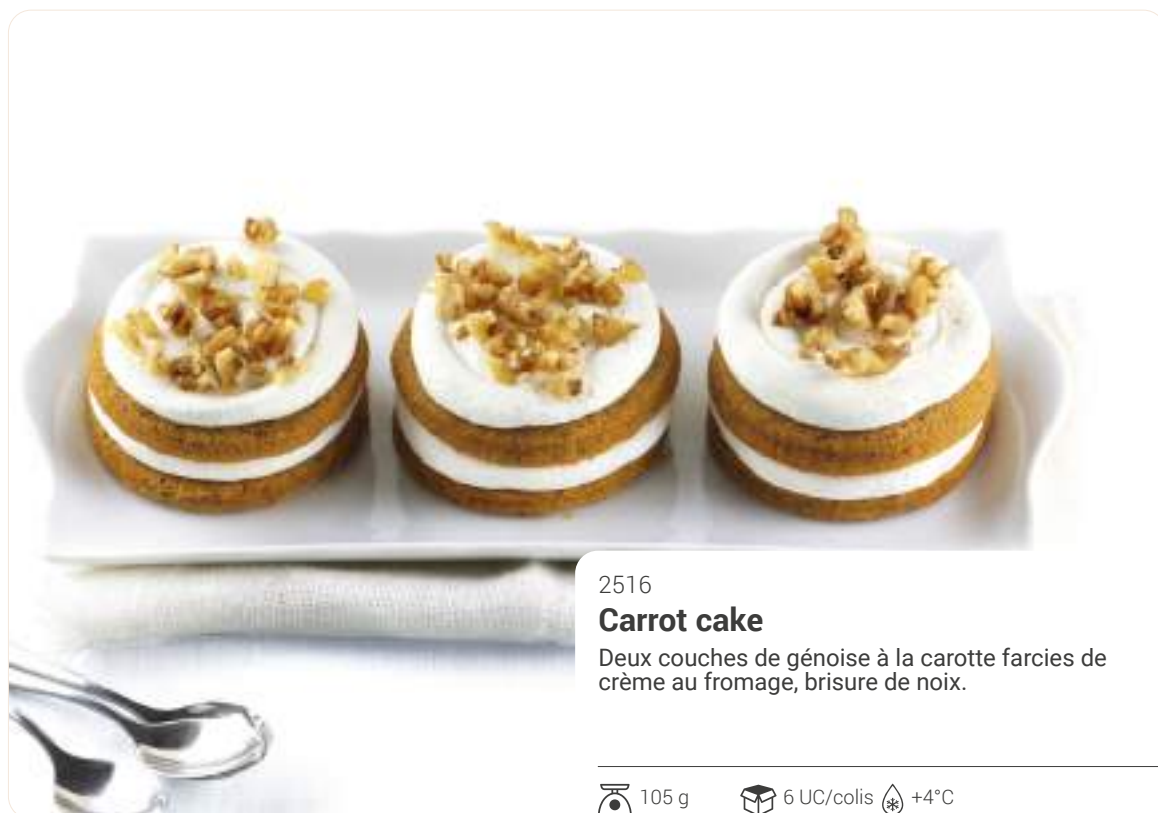 2516
Carrot cake
Deux couches de génoise à la carotte farcies de
crème au fromage, brisure de noix.
105 g 6 UC/colis +4°C